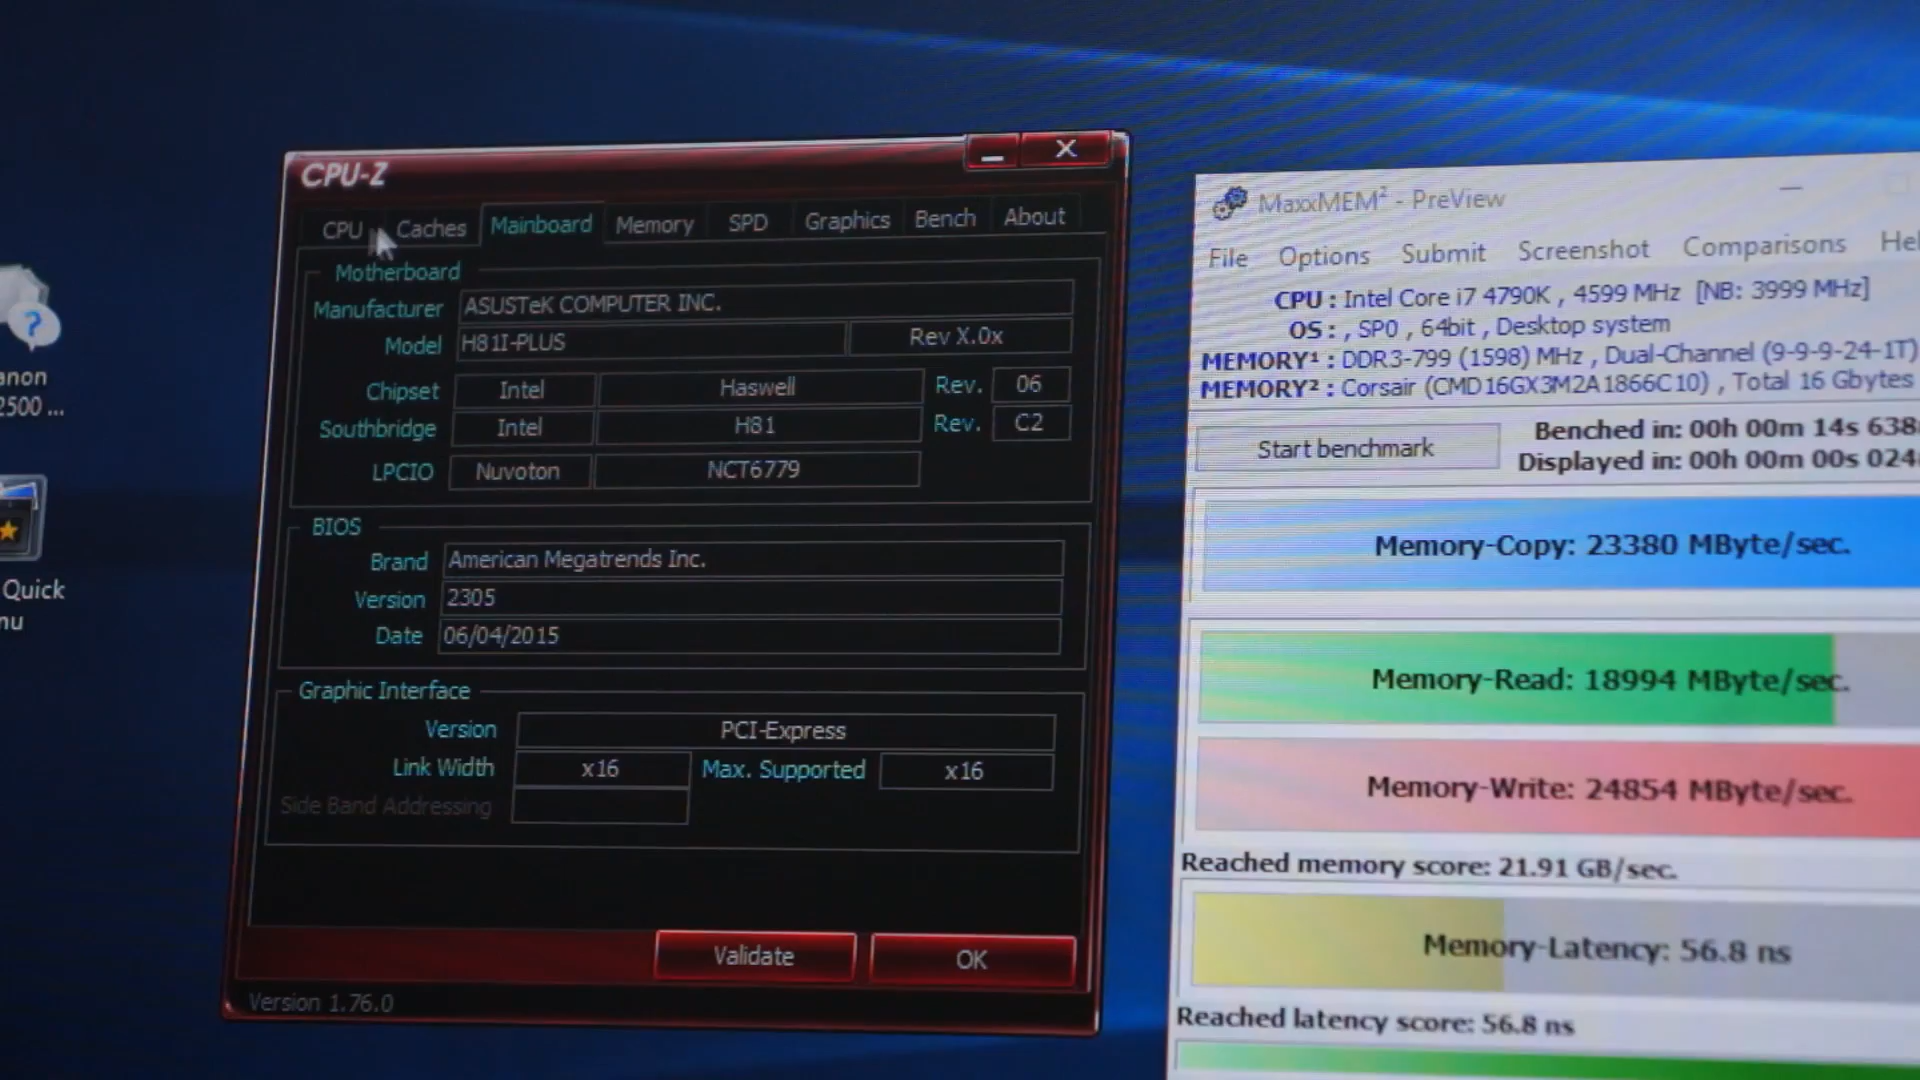 CPU-Z
CPU Caches Mainboard Memory SPD Graphics Bench About
Motherboard
Manufacturer ASUSTeK COMPUTER INC.
Model H81I-PLUS Rev X.0x
Chipset Intel Haswell Rev. 06
Southbridge Intel H81 Rev. C2
LPCIO Nuvoton NCT6779
BIOS
Brand American Megatrends Inc.
Version 2305
Date 06/04/2015
Graphic Interface
Version PCI-Express
Link Width x16 Max. Supported x16
Side Band Addressing
Validate OK
Version 1.76.0
anon
2500 ...
Quick
nu
MaxxMEM² - PreView
File Options Submit Screenshot Comparisons Hel
CPU : Intel Core i7 4790K , 4599 MHz [NB: 3999 MHz]
OS : , SP0 , 64bit , Desktop system
MEMORY¹ : DDR3-799 (1598) MHz , Dual-Channel (9-9-9-24-1T)
MEMORY² : Corsair (CMD16GX3M2A1866C10) , Total 16 Gbytes
Start benchmark
Benched in: 00h 00m 14s 638
Displayed in: 00h 00m 00s 024
Memory-Copy: 23380 MByte/sec.
Memory-Read: 18994 MByte/sec.
Memory-Write: 24854 MByte/sec.
Reached memory score: 21.91 GB/sec.
Memory-Latency: 56.8 ns
Reached latency score: 56.8 ns